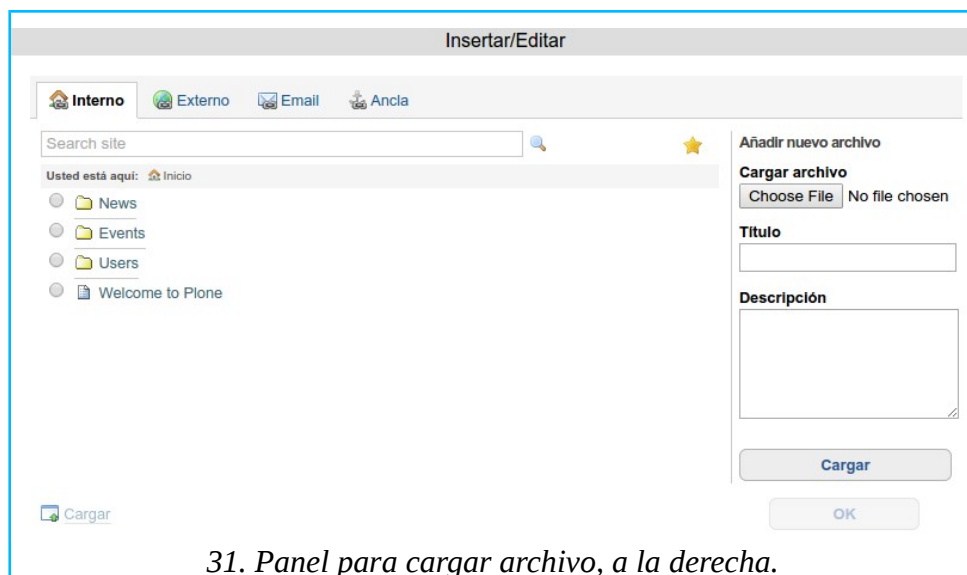 Insertar/Editar
Interno Externo Email Ancla
Search site
Usted está aquí: Inicio
News
Events
Users
Welcome to Plone
Añadir nuevo archivo
Cargar archivo
Choose File No file chosen
Título
Descripción
Cargar
Cargar
OK
31. Panel para cargar archivo, a la derecha.